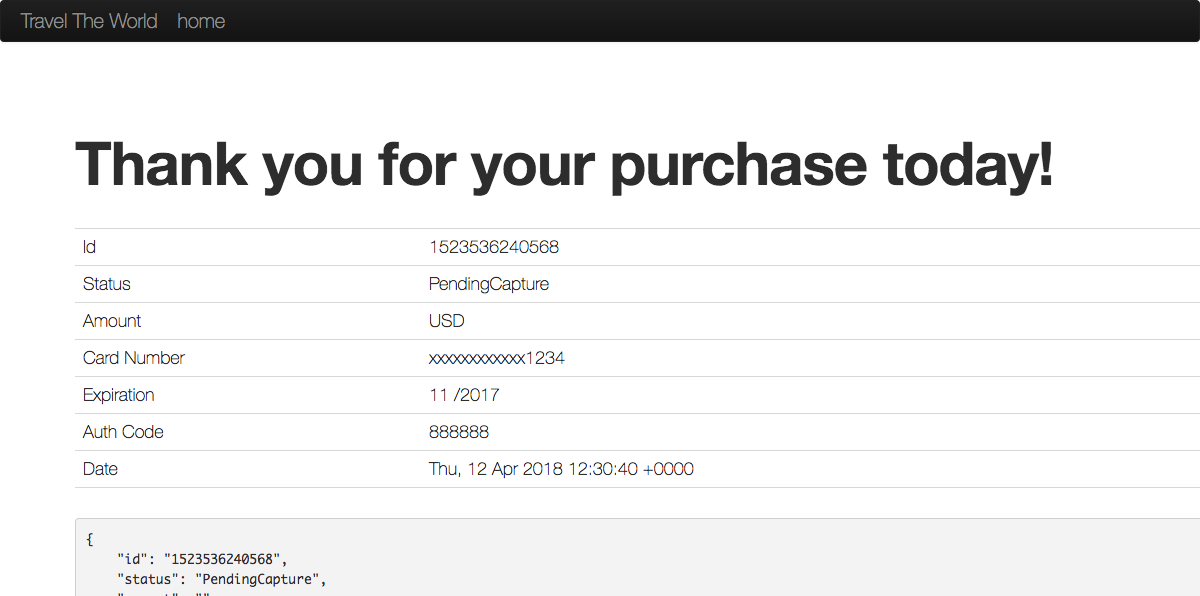 Travel The World home
Thank you for your purchase today!
Id 1523536240568
Status PendingCapture
Amount USD
Card Number xxxxxxxxxxxx1234
Expiration 11 /2017
Auth Code 888888
Date Thu, 12 Apr 2018 12:30:40 +0000
{
"id": "1523536240568",
"status": "PendingCapture",